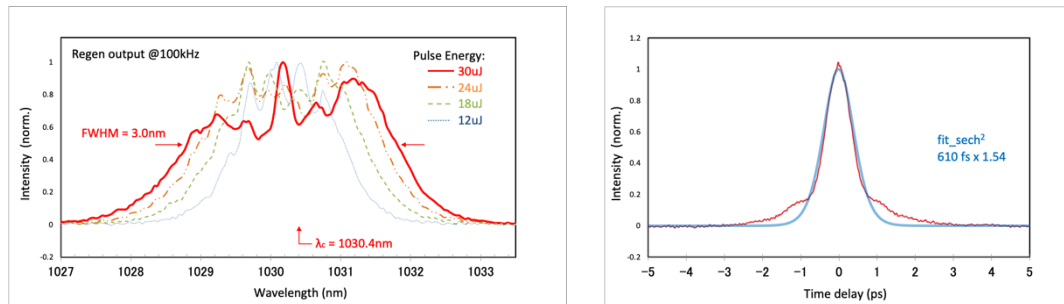 Regen output @100kHz
Pulse Energy:
30uJ
24uJ
18uJ
12uJ
FWHM = 3.0nm
λc = 1030.4nm
Intensity (norm.)
1
0.8
0.6
0.4
0.2
0
-0.2
1027
1028
1029
1030
1031
1032
1033
Wavelength (nm)
fit_sech²
610 fs x 1.54
Intensity (norm.)
1.2
1
0.8
0.6
0.4
0.2
0
-0.2
−5
−4
−3
−2
−1
0
1
2
3
4
5
Time delay (ps)